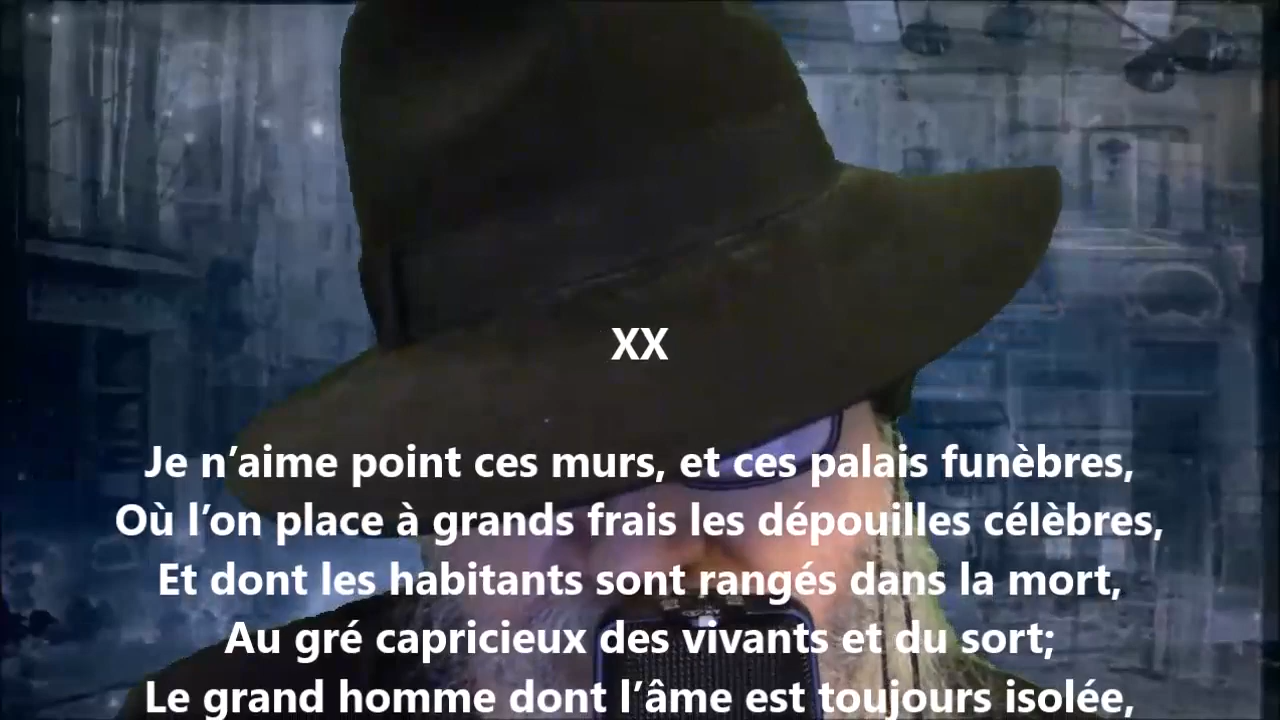 XX
Je n’aime point ces murs, et ces palais funèbres,
Où l’on place à grands frais les dépouilles célèbres,
Et dont les habitants sont rangés dans la mort,
Au gré capricieux des vivants et du sort;
Le grand homme dont l’âme est toujours isolée,